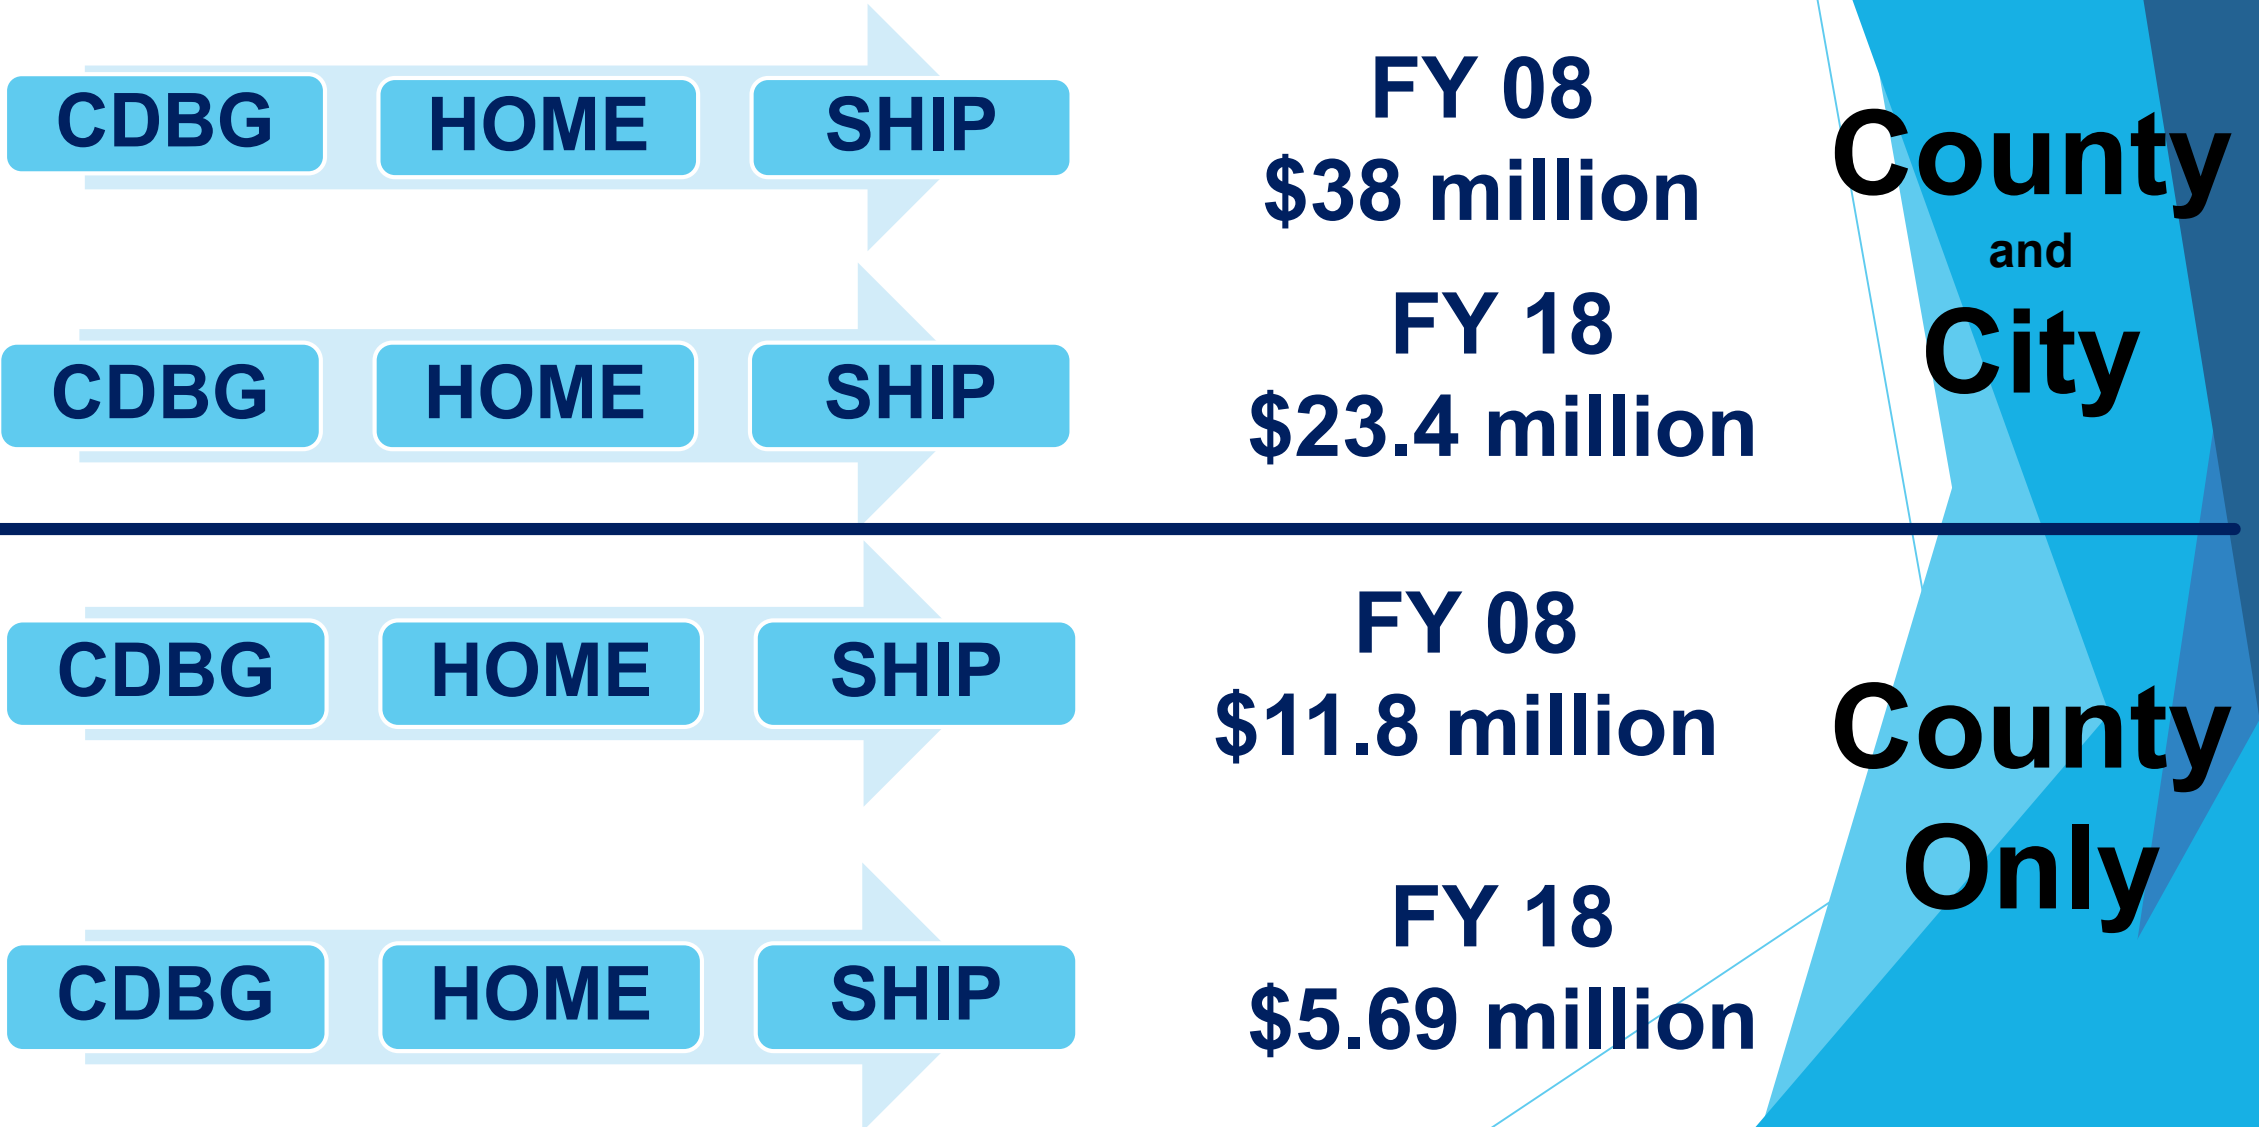 CDBG HOME SHIP
FY 08
$38 million
CDBG HOME SHIP
FY 18
$23.4 million
County
and
City
CDBG HOME SHIP
FY 08
$11.8 million
CDBG HOME SHIP
FY 18
$5.69 million
County
Only